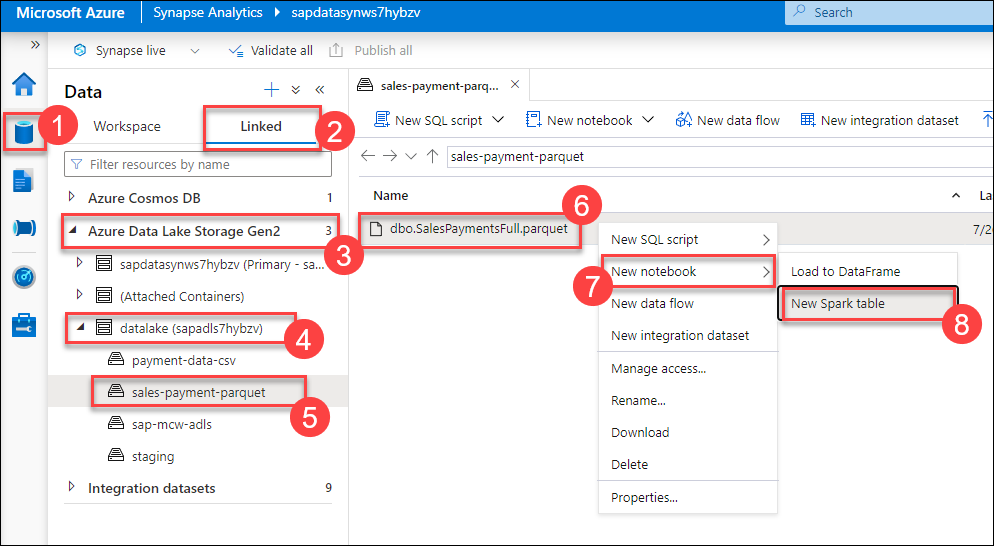 Microsoft Azure Synapse Analytics sapdatasynws7hybzv Search
Synapse live Validate all Publish all
Data
Workspace Linked
1
2
Filter resources by name
Azure Cosmos DB 1
Azure Data Lake Storage Gen2 3
3
sapdatasynws7hybzv (Primary - sa...
(Attached Containers)
datalake (sapadls7hybzv)
4
payment-data-csv
sales-payment-parquet
5
sap-mcw-adls
staging
Integration datasets 9
sales-payment-parq...
New SQL script New notebook New data flow New integration dataset
sales-payment-parquet
Name La
6
dbo.SalesPaymentsFull.parquet 7/2
New SQL script
New notebook
7
New data flow
New integration dataset
Manage access...
Rename...
Download
Delete
Properties...
Load to DataFrame
New Spark table
8